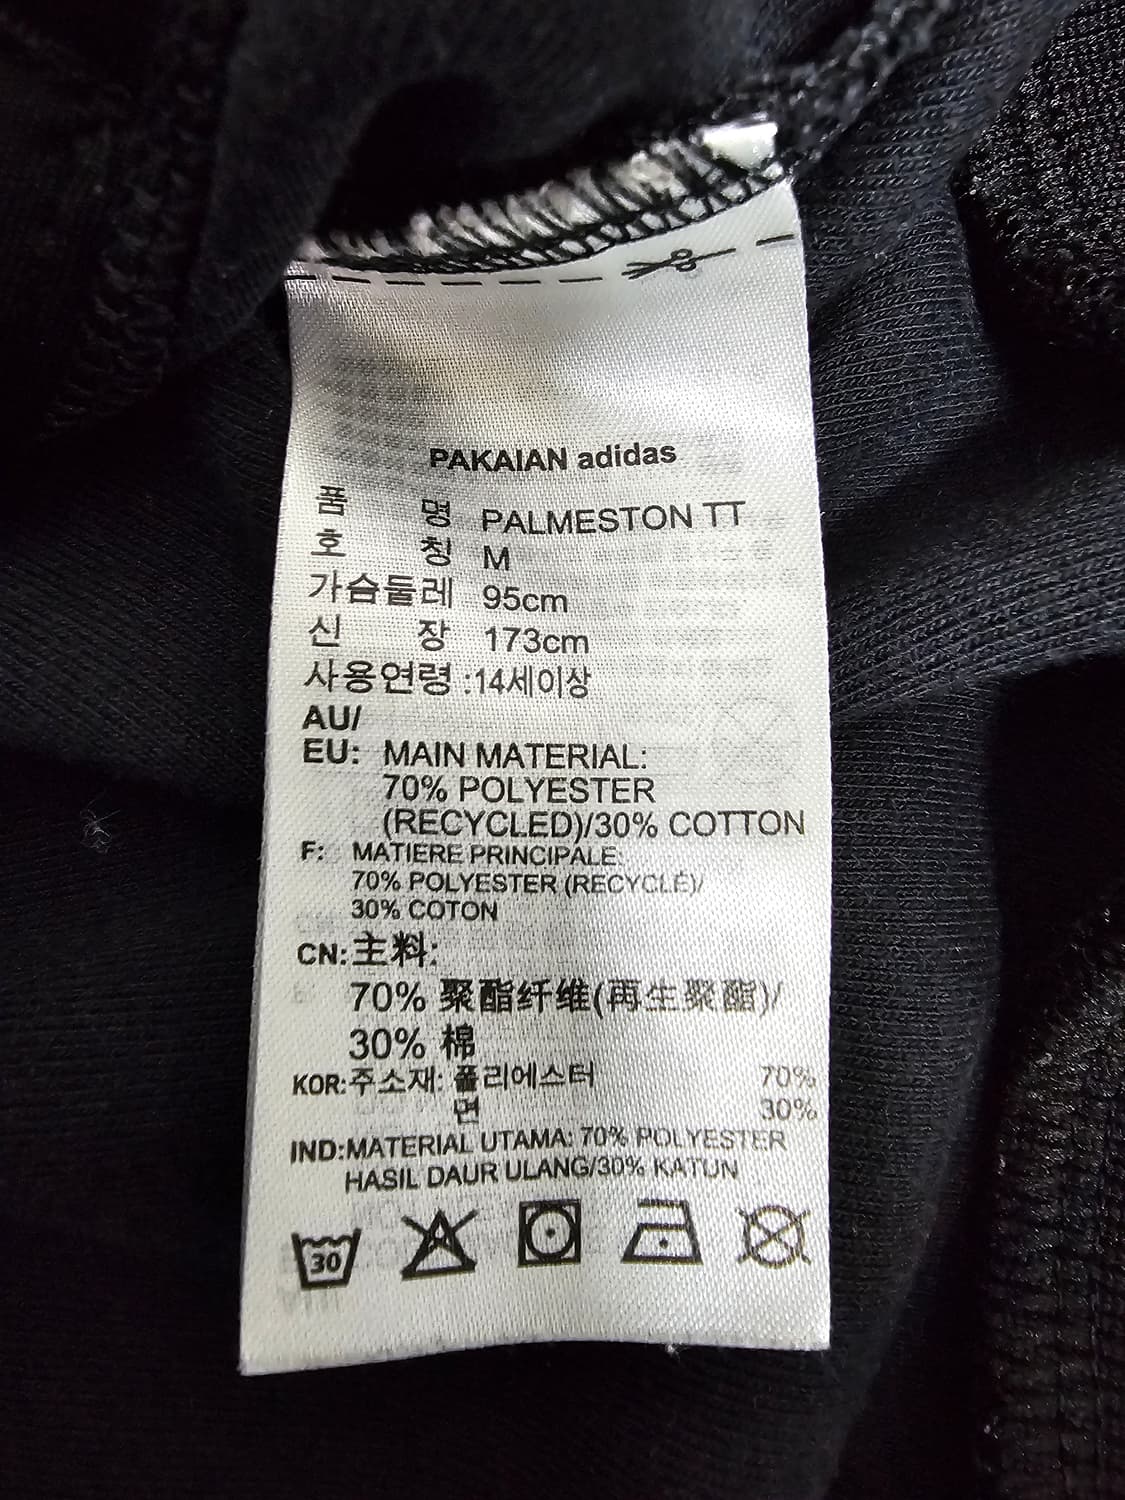 PAKAIAN adidas
품 명 PALMESTON TT
호 칭 M
가슴둘레 95cm
신 장 173cm
사용연령 :14세이상
AU/
EU: MAIN MATERIAL:
70% POLYESTER
(RECYCLED)/30% COTTON
F: MATIERE PRINCIPALE:
70% POLYESTER (RECYCLÉ)/
30% COTON
CN:主料:
70% 聚酯纤维(再生聚酯)/
30% 棉
KOR:주소재: 폴리에스터 70%
면 30%
IND:MATERIAL UTAMA: 70% POLYESTER
HASIL DAUR ULANG/30% KATUN
30